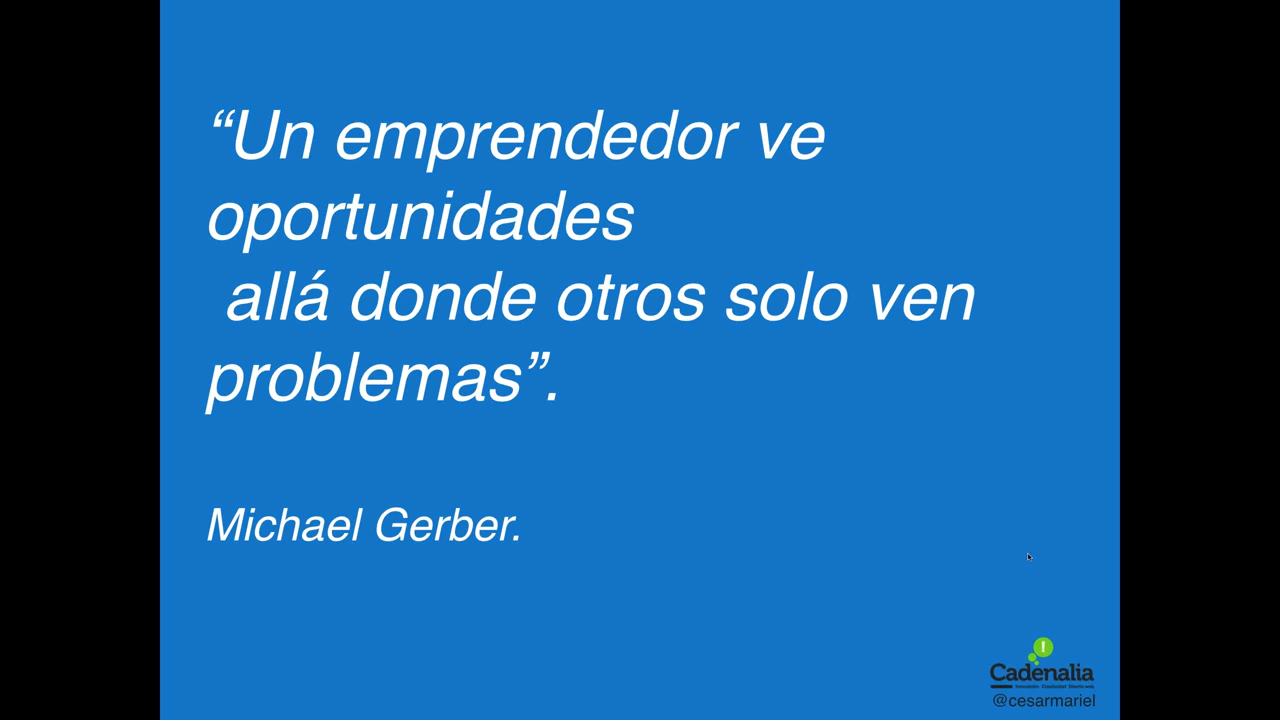 “Un emprendedor ve
oportunidades
allá donde otros solo ven
problemas”.
Michael Gerber.
!
Cadenalia
@cesarmariel